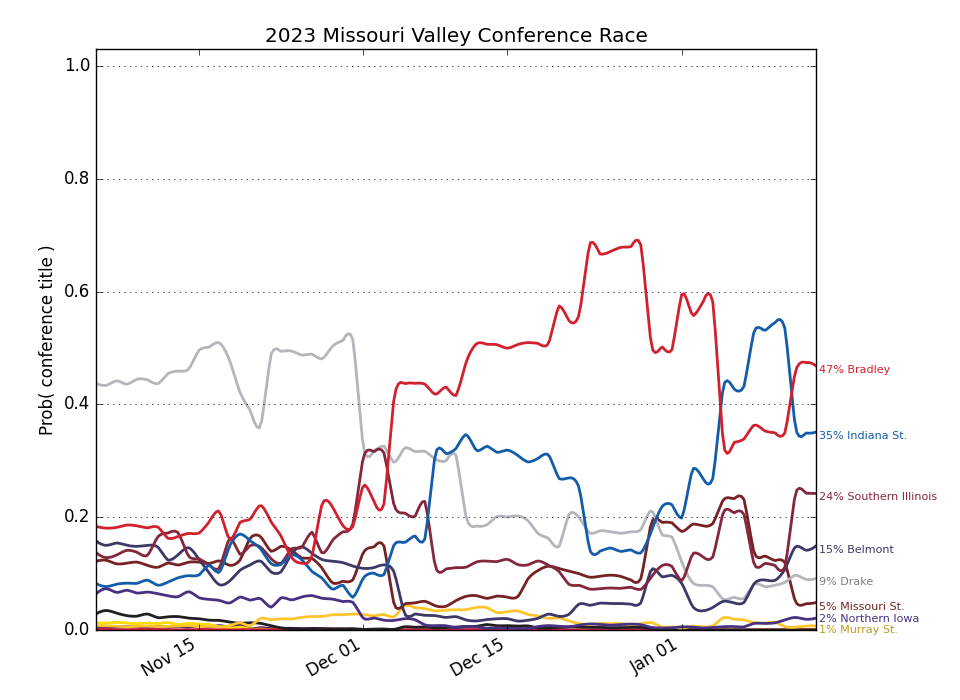 2023 Missouri Valley Conference Race
Prob( conference title )
1.0
0.8
0.6
0.4
0.2
0.0
Nov 15
Dec 01
Dec 15
Jan 01
47% Bradley
35% Indiana St.
24% Southern Illinois
15% Belmont
9% Drake
5% Missouri St.
2% Northern Iowa
1% Murray St.